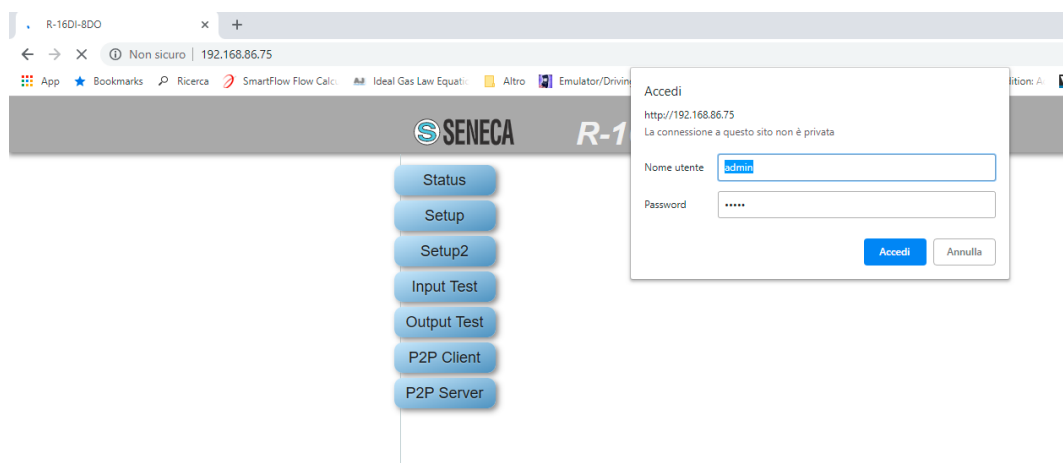 R-16DI-8DO
Non sicuro | 192.168.86.75
App Bookmarks Ricerca SmartFlow Flow Calc Ideal Gas Law Equatic Altro Emulator/Drivin dition: A
SENECA R-1
Accedi
http://192.168.86.75
La connessione a questo sito non è privata
Nome utente admin
Password •••••
Accedi Annulla
Status
Setup
Setup2
Input Test
Output Test
P2P Client
P2P Server